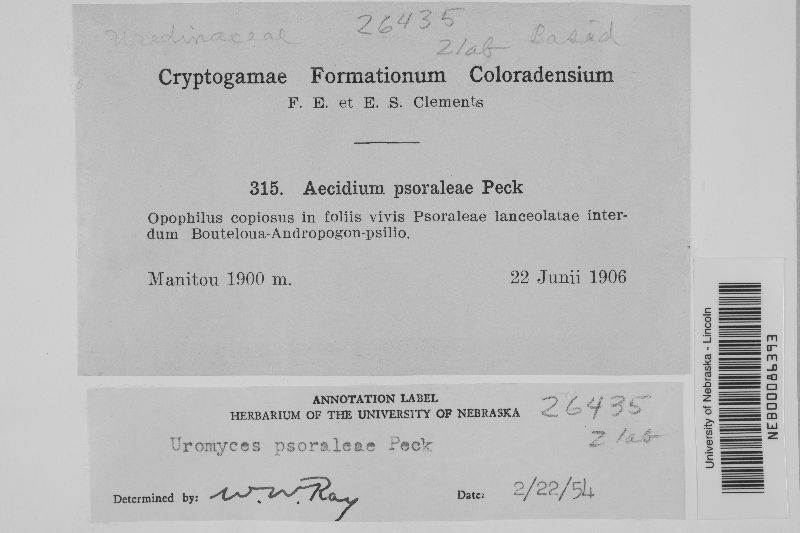 Uredinaceae 26435
2 lab Basid
Cryptogamae Formationum Coloradensium
F. E. et E. S. Clements
315. Aecidium psoraleae Peck
Opophilus copiosus in foliis vivis Psoraleae lanceolatae inter-
dum Bouteloua-Andropogon-psilio.
Manitou 1900 m. 22 Junii 1906
ANNOTATION LABEL
HERBARIUM OF THE UNIVERSITY OF NEBRASKA 26435
Uromyces psoraleae Peck 2 lab
Determined by: W. W. Ray Date: 2/22/54
University of Nebraska - Lincoln
NEB00086393